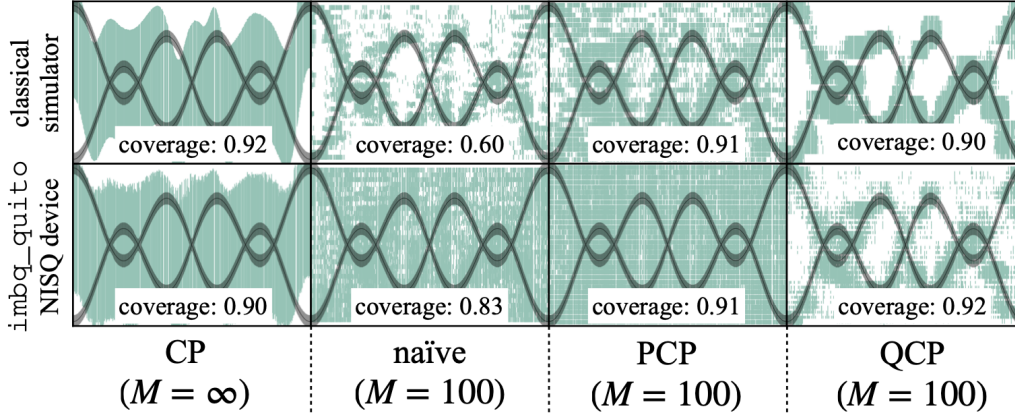 classical
simulator
coverage: 0.92
coverage: 0.60
coverage: 0.91
coverage: 0.90
imbq_quito
NISQ device
coverage: 0.90
coverage: 0.83
coverage: 0.91
coverage: 0.92
CP
(M = ∞)
naïve
(M = 100)
PCP
(M = 100)
QCP
(M = 100)